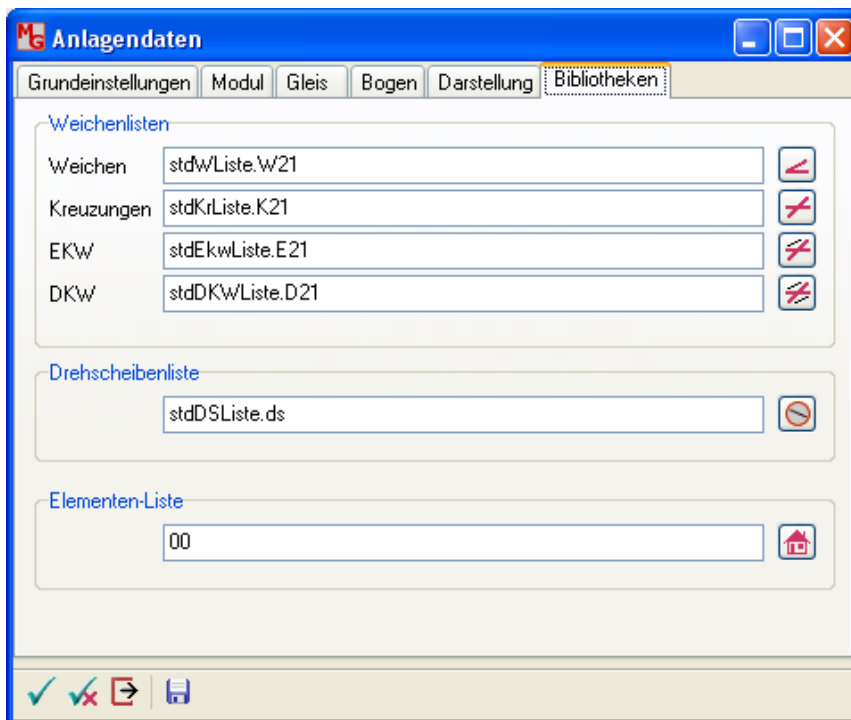 MG Anlagendaten
Grundeinstellungen Modul Gleis Bogen Darstellung Bibliotheken
Weichenlisten
Weichen stdWListe.W21
Kreuzungen stdKrListe.K21
EKW stdEkwListe.E21
DKW stdDKWListe.D21
Drehscheibenliste
stdDSListe.ds
Elementen-Liste
00